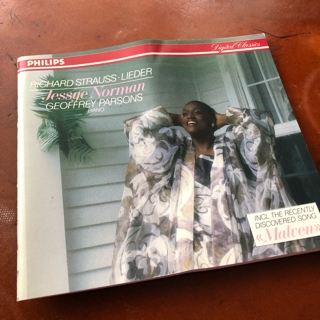 PHILIPS
Digital Classics
RICHARD STRAUSS · LIEDER
Jessye Norman
GEOFFREY PARSONS
PIANO
INCL. THE RECENTLY
DISCOVERED SONG
«Malven»